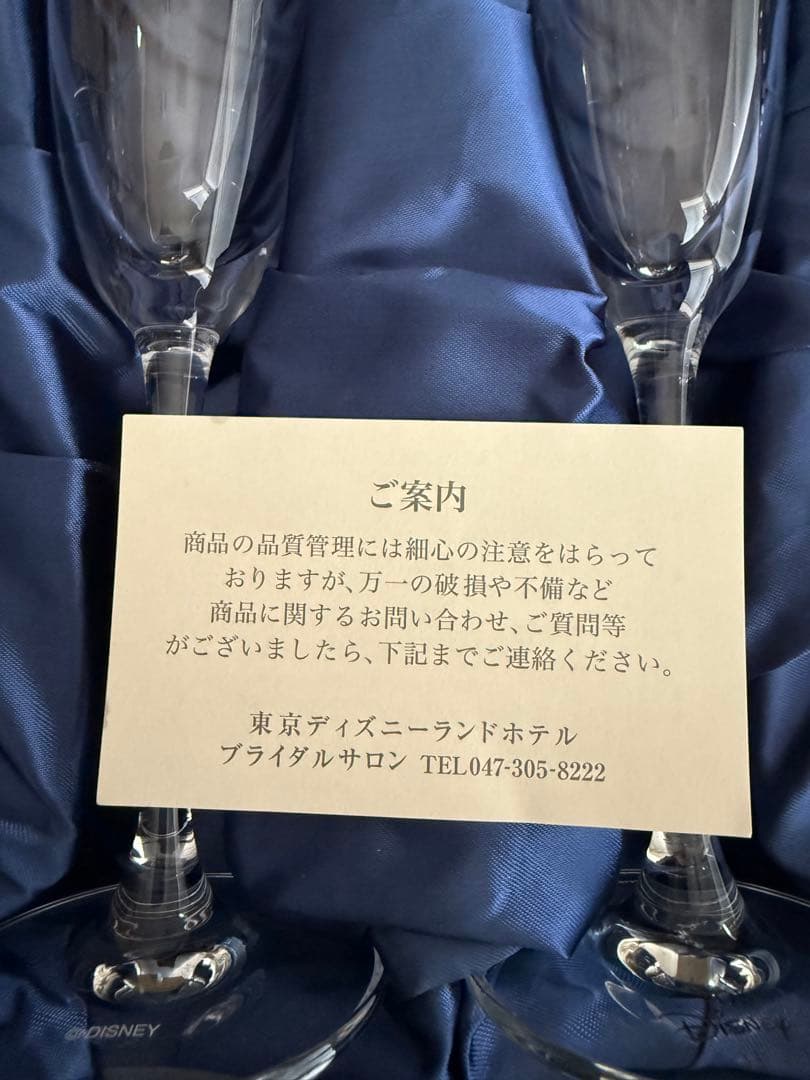 ご案内
商品の品質管理には細心の注意をはらって
おりますが、万一の破損や不備など
商品に関するお問い合わせ、ご質問等
がございましたら、下記までご連絡ください。
東京ディズニーランドホテル
ブライダルサロン TEL047-305-8222
©DISNEY
©DISNEY